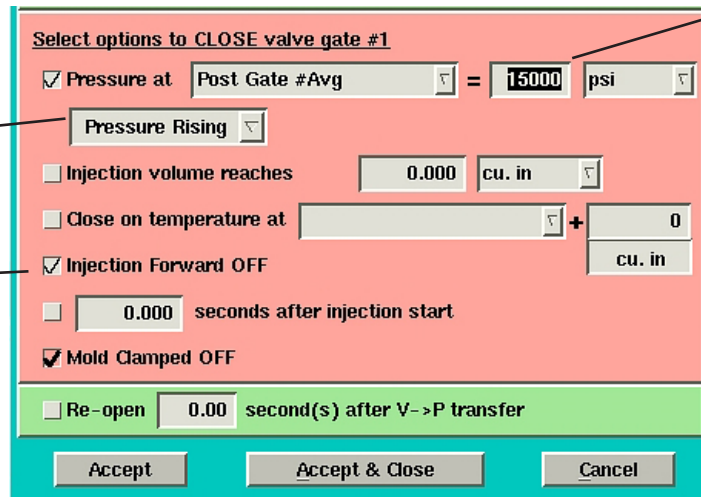 Select options to CLOSE valve gate #1
Pressure at Post Gate #Avg = 15000 psi
Pressure Rising
Injection volume reaches 0.000 cu. in
Close on temperature at + 0
cu. in
Injection Forward OFF
0.000 seconds after injection start
Mold Clamped OFF
Re-open 0.00 second(s) after V->P transfer
Accept Accept & Close Cancel